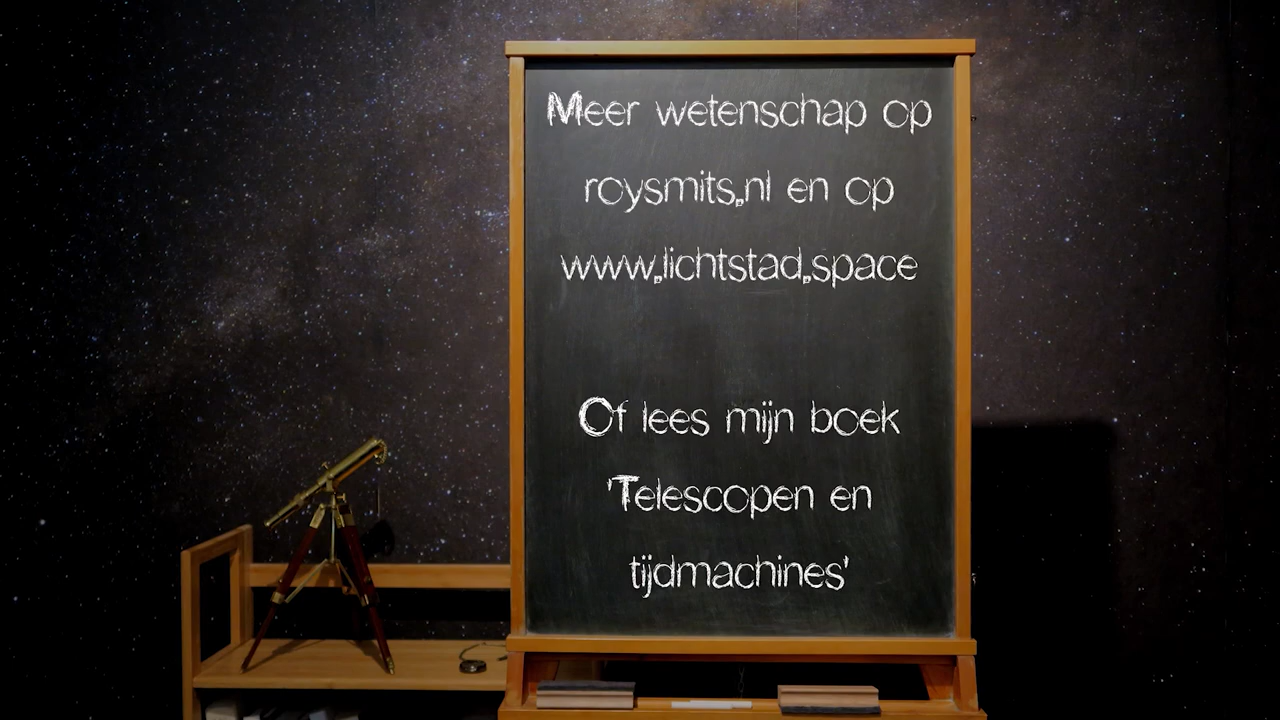 Meer wetenschap op
roysmits.nl en op
www.lichtstad.space
Of lees mijn boek
'Telescopen en
tijdmachines'